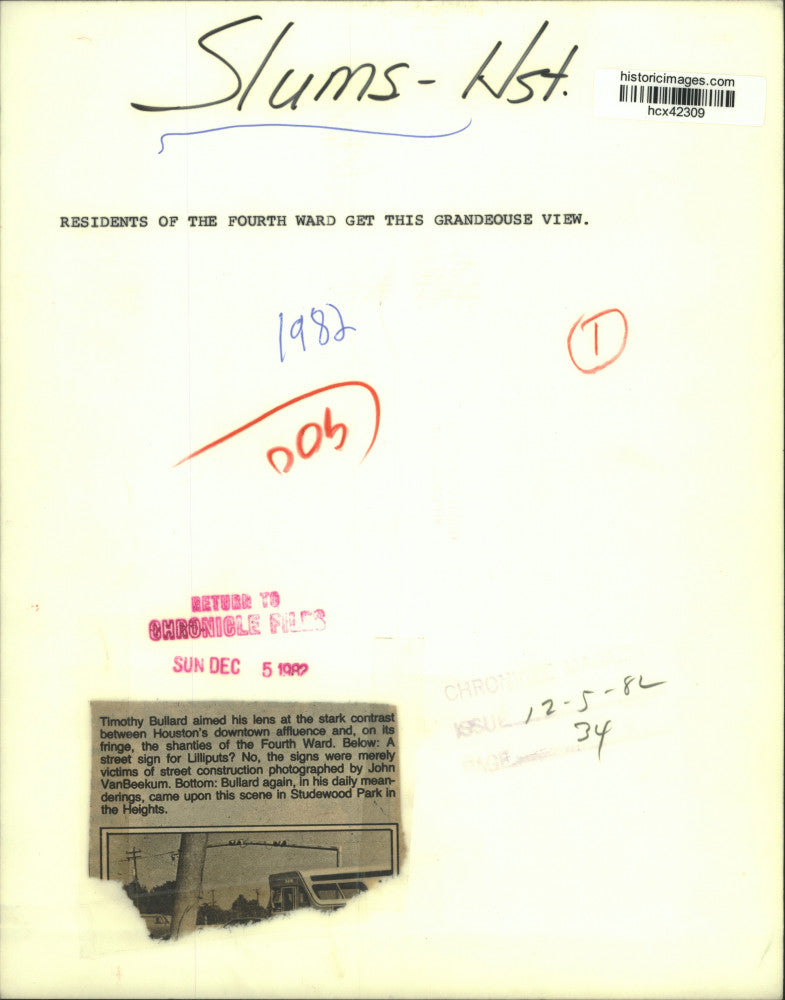 Slums - Hst.
historicimages.com
hcx42309
RESIDENTS OF THE FOURTH WARD GET THIS GRANDEOUSE VIEW.
1982
I
RETURN TO
CHRONICLE FILES
SUN DEC 5 1982
CHRON
ISSUE 12-5-82
PAGE 34
Timothy Bullard aimed his lens at the stark contrast
between Houston's downtown affluence and, on its
fringe, the shanties of the Fourth Ward. Below: A
street sign for Lilliputs? No, the signs were merely
victims of street construction photographed by John
VanBeekum. Bottom: Bullard again, in his daily mean-
derings, came upon this scene in Studewood Park in
the Heights.